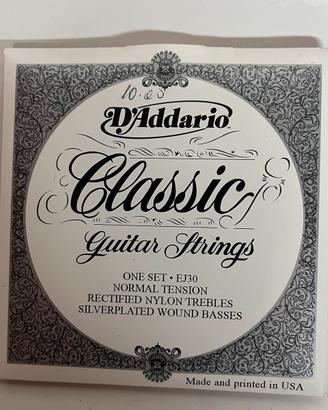 10.25
D'Addario
Classic
Guitar Strings
ONE SET • EJ30
NORMAL TENSION
RECTIFIED NYLON TREBLES
SILVERPLATED WOUND BASSES
Made and printed in USA